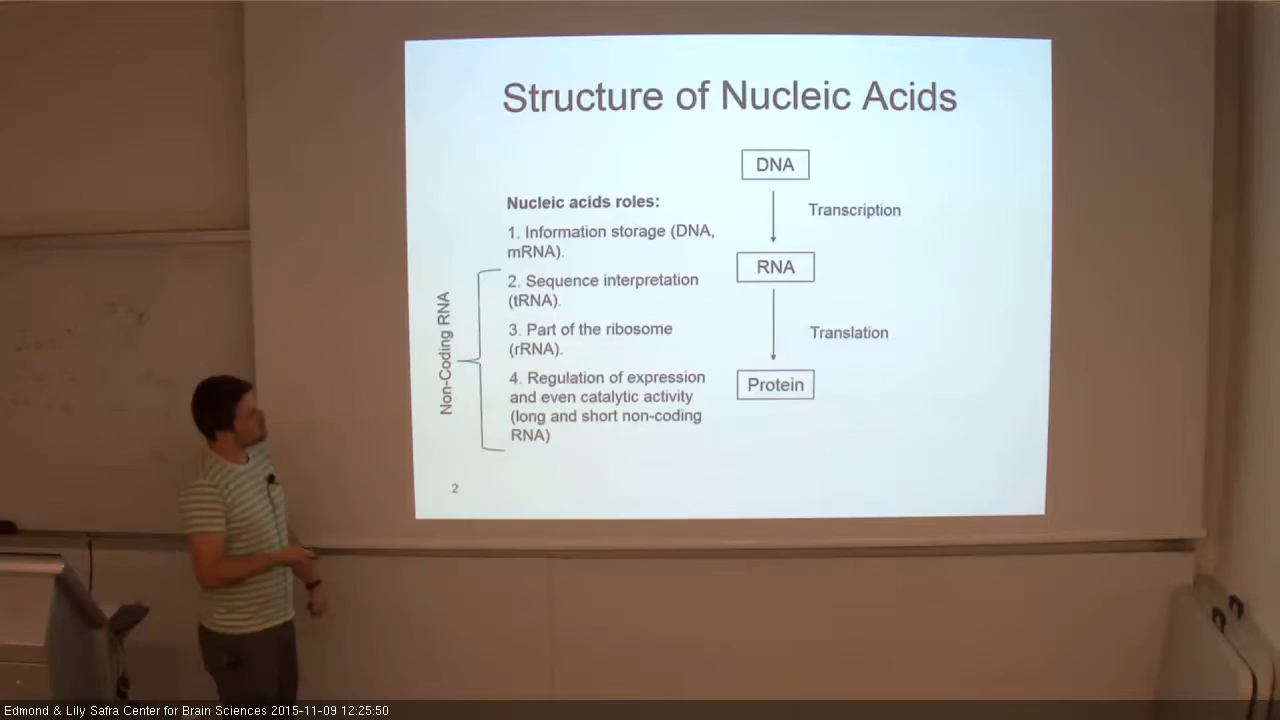 Structure of Nucleic Acids
Nucleic acids roles:
1. Information storage (DNA,
mRNA).
2. Sequence interpretation
(tRNA).
3. Part of the ribosome
(rRNA).
4. Regulation of expression
and even catalytic activity
(long and short non-coding
RNA)
Non-Coding RNA
DNA
Transcription
RNA
Translation
Protein
2
Edmond & Lily Safra Center for Brain Sciences 2015-11-09 12:25:50